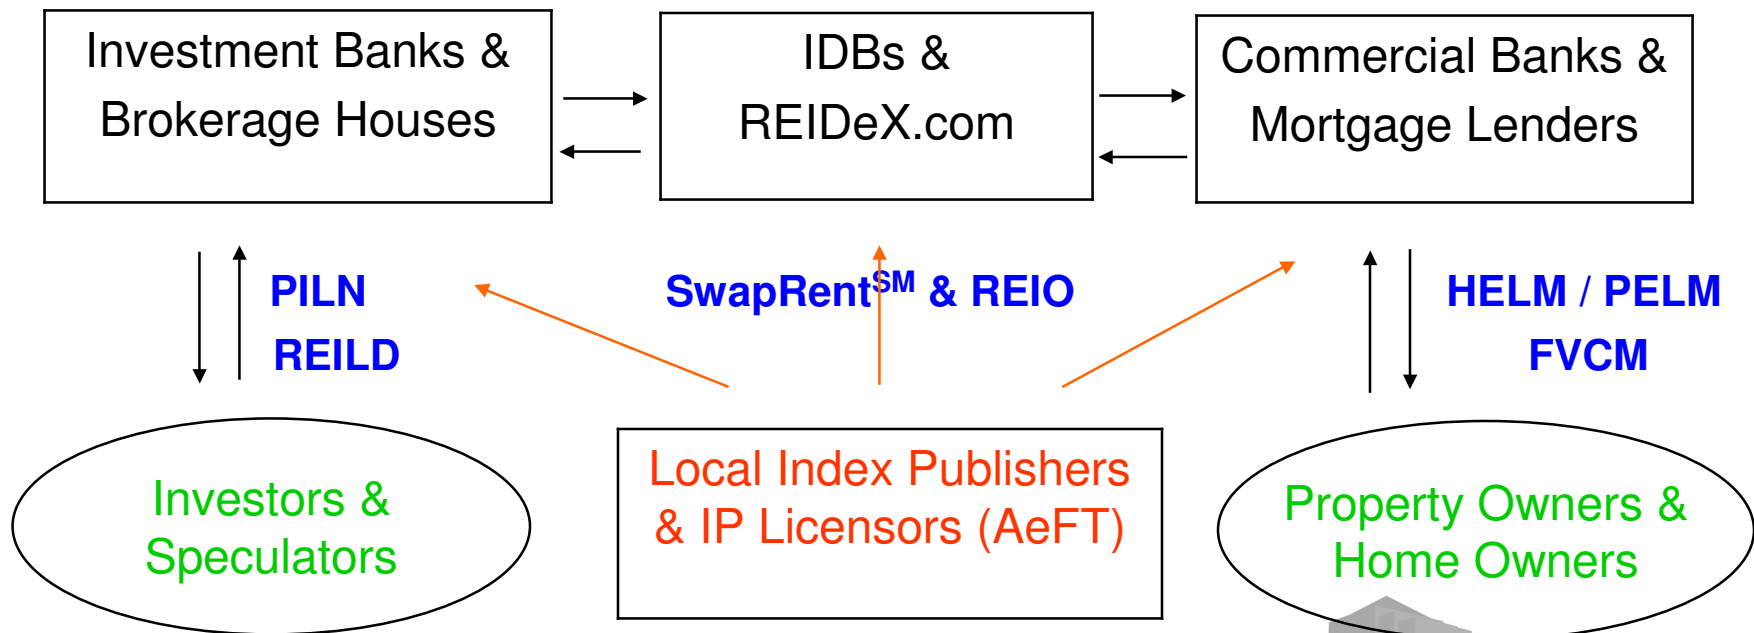 Investment Banks &
Brokerage Houses
IDBs &
REIDeX.com
Commercial Banks &
Mortgage Lenders
PILN
REILD
SwapRentSM & REIO
HELM / PELM
FVCM
Investors &
Speculators
Local Index Publishers
& IP Licensors (AeFT)
Property Owners &
Home Owners